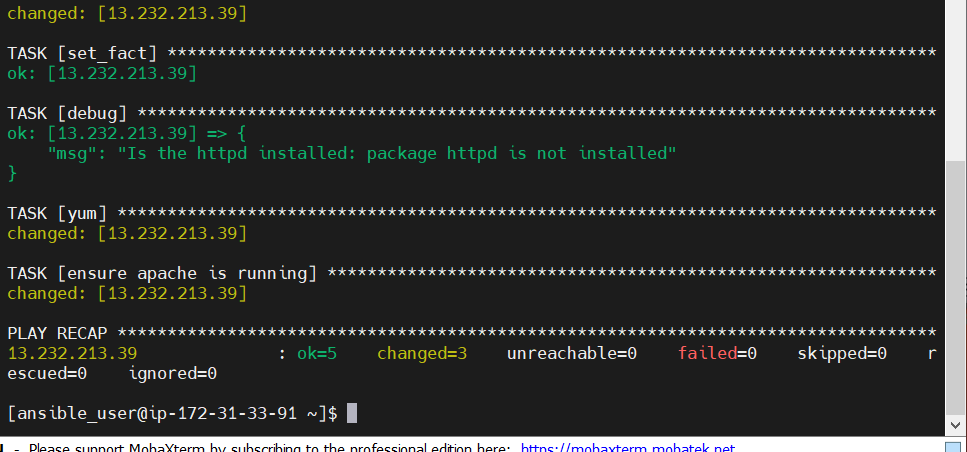 changed: [13.232.213.39]
TASK [set_fact] *****************************************************************************
ok: [13.232.213.39]
TASK [debug] ********************************************************************************
ok: [13.232.213.39] => {
    "msg": "Is the httpd installed: package httpd is not installed"
}
TASK [yum] **********************************************************************************
changed: [13.232.213.39]
TASK [ensure apache is running] *************************************************************
changed: [13.232.213.39]
PLAY RECAP **********************************************************************************
13.232.213.39              : ok=5    changed=3    unreachable=0    failed=0    skipped=0    r
escued=0    ignored=0
[ansible_user@ip-172-31-33-91 ~]$
- Please support MobaXterm by subscribing to the professional edition here: https://mobaxterm.mobatek.net